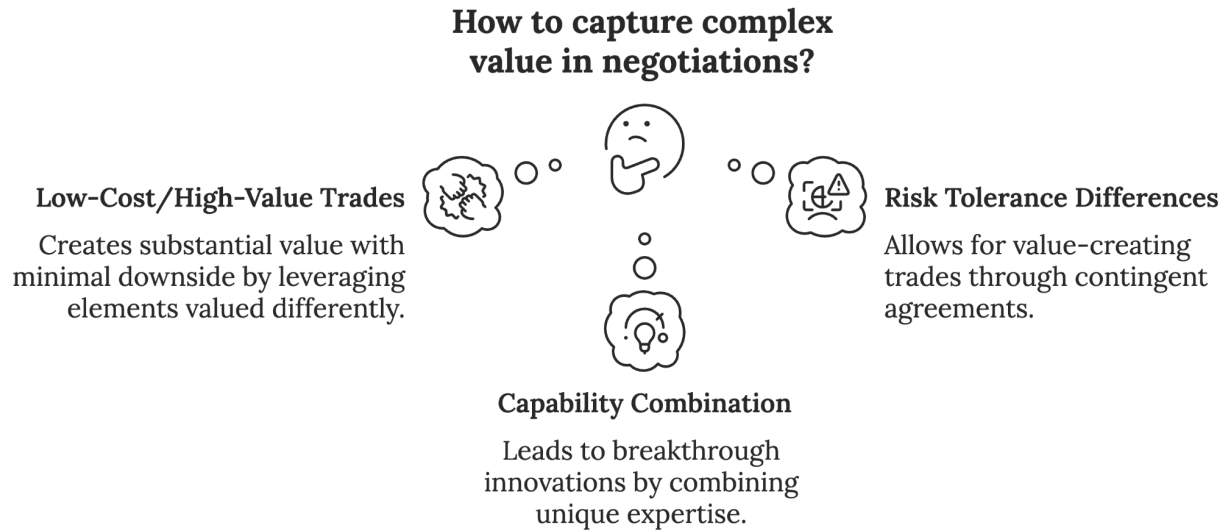 How to capture complex
value in negotiations?
Low-Cost/High-Value Trades
Creates substantial value with
minimal downside by leveraging
elements valued differently.
Risk Tolerance Differences
Allows for value-creating
trades through contingent
agreements.
Capability Combination
Leads to breakthrough
innovations by combining
unique expertise.